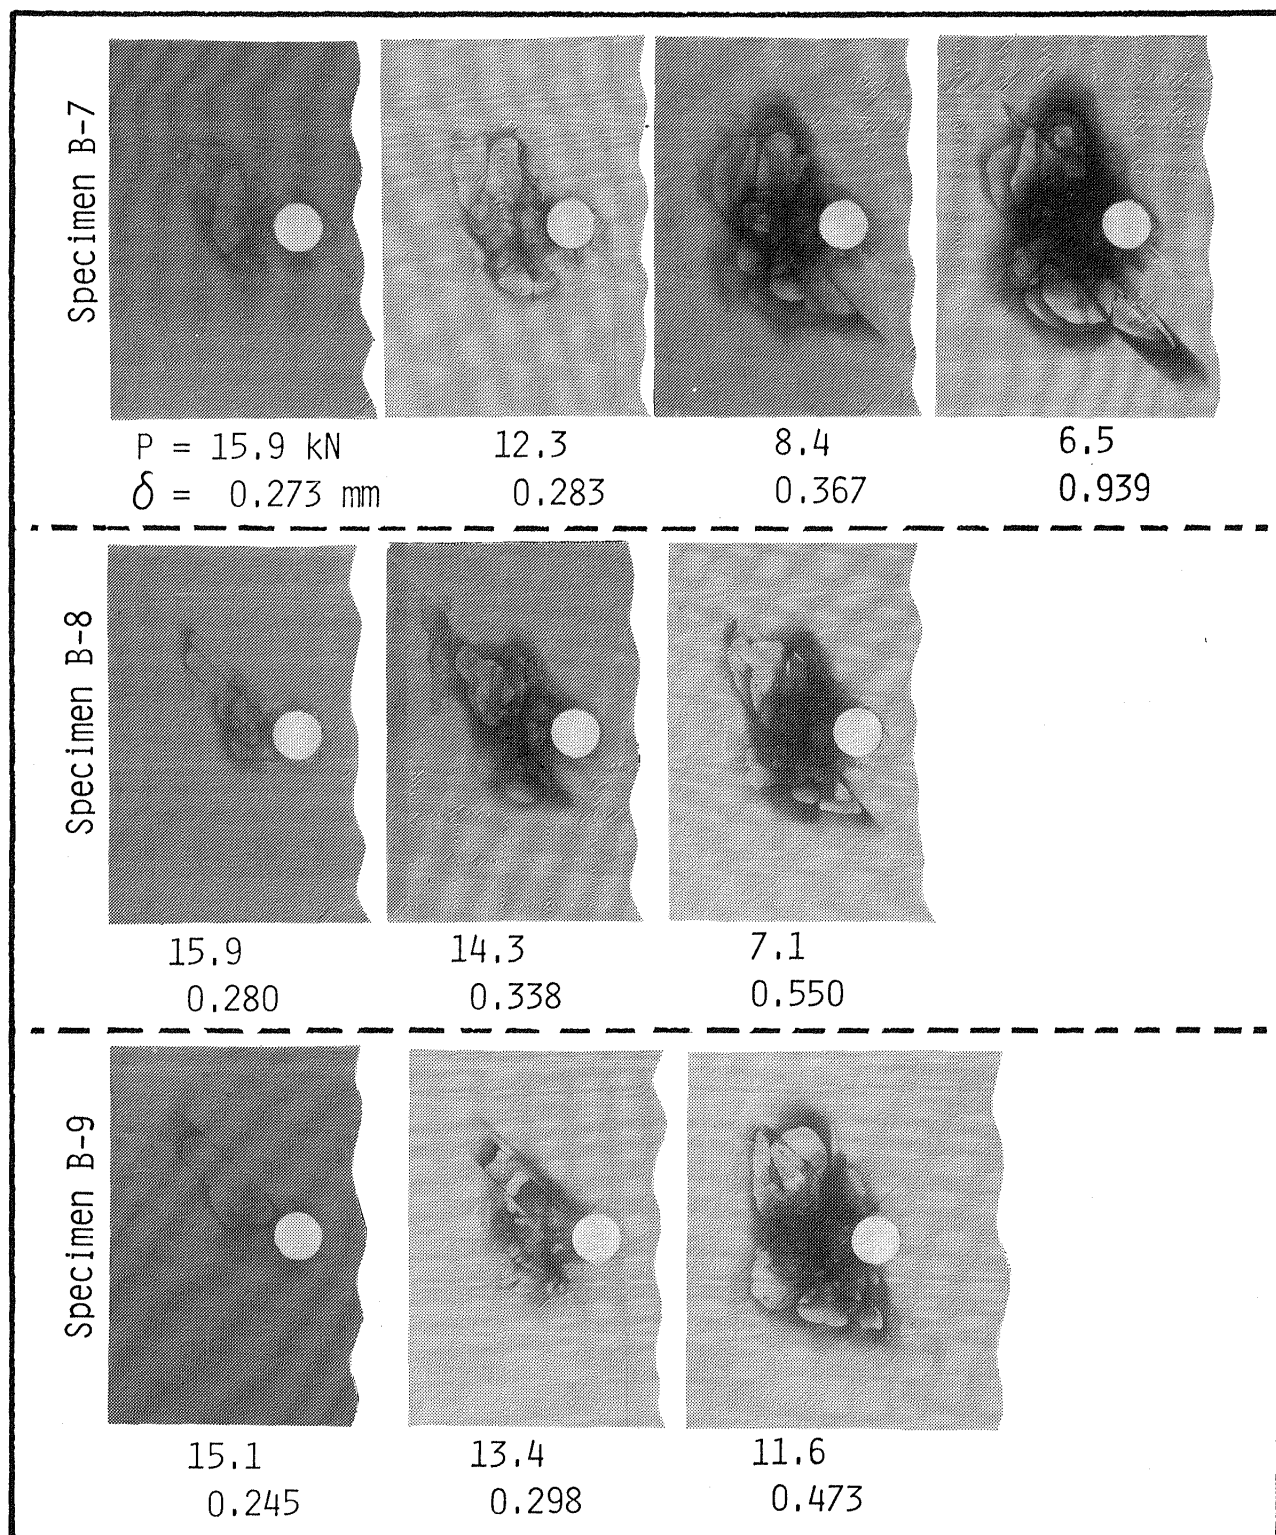 Specimen B-7
P = 15.9 kN 12.3 8.4 6.5
δ = 0.273 mm 0.283 0.367 0.939
Specimen B-8
15.9 14.3 7.1
0.280 0.338 0.550
Specimen B-9
15.1 13.4 11.6
0.245 0.298 0.473